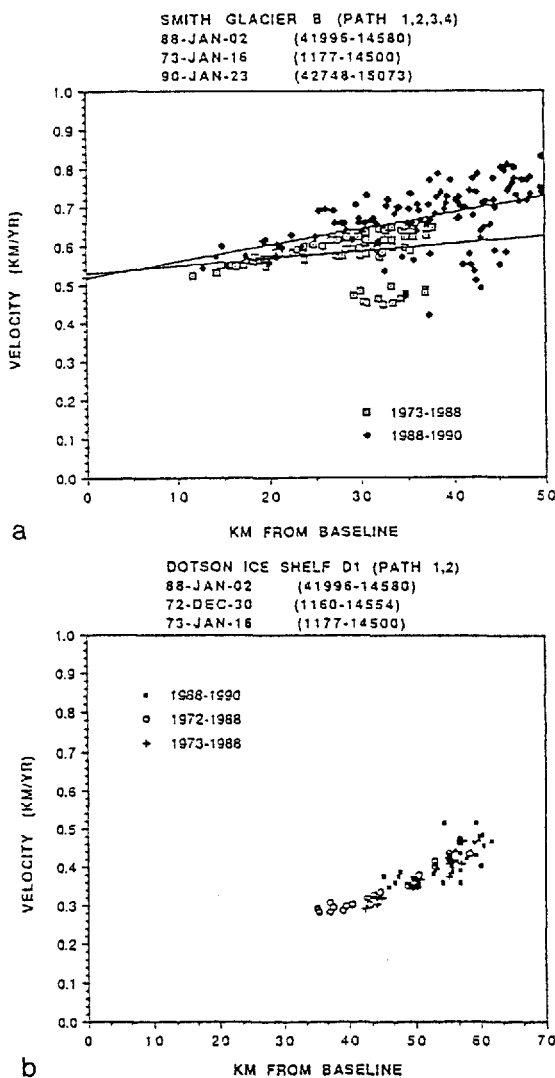 SMITH GLACIER B (PATH 1,2,3,4)
88-JAN-02 (41996-14580)
73-JAN-16 (1177-14500)
90-JAN-23 (42748-15073)
1.0
0.9
0.8
0.7
0.6
0.5
0.4
0.3
0.2
0.1
0.0
VELOCITY (KM/YR)
1973-1988
1988-1990
0 10 20 30 40 50
KM FROM BASELINE
a
DOTSON ICE SHELF D1 (PATH 1,2)
88-JAN-02 (41996-14580)
72-DEC-30 (1160-14554)
73-JAN-16 (1177-14500)
1.0
0.9
0.8
0.7
0.6
0.5
0.4
0.3
0.2
0.1
0.0
VELOCITY (KM/YR)
1988-1990
1972-1988
1973-1988
0 10 20 30 40 50 60 70
KM FROM BASELINE
b